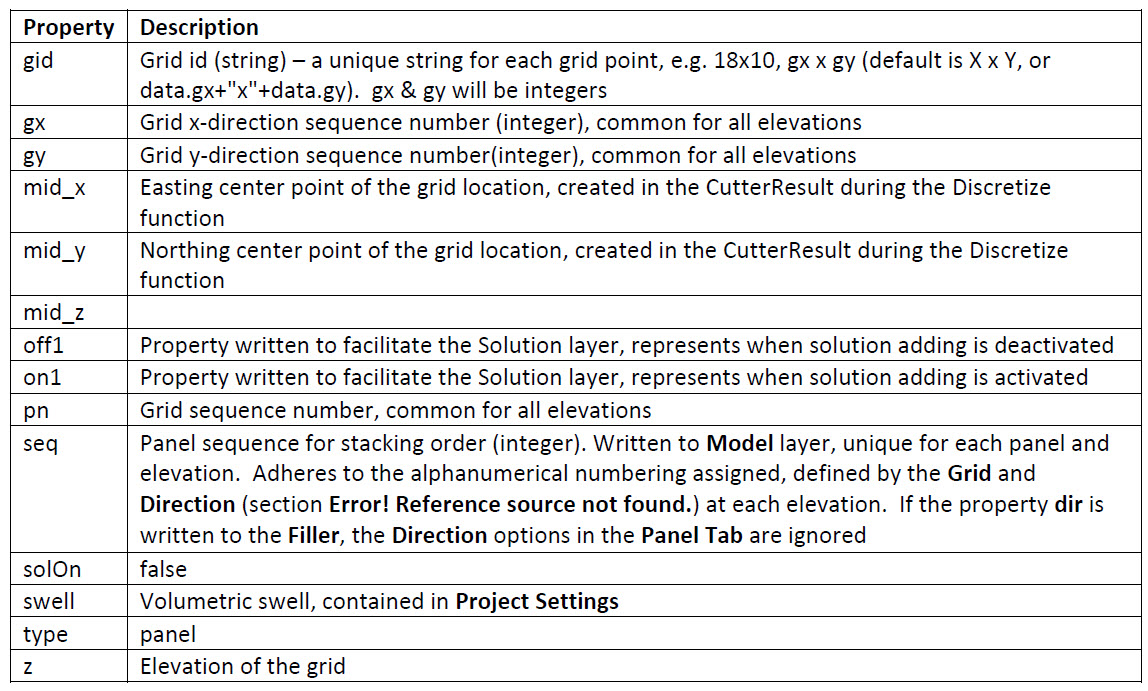 Property Description
gid Grid id (string) – a unique string for each grid point, e.g. 18x10, gx x gy (default is X x Y, or
data.gx+"x"+data.gy).  gx & gy will be integers
gx Grid x-direction sequence number (integer), common for all elevations
gy Grid y-direction sequence number(integer), common for all elevations
mid_x Easting center point of the grid location, created in the CutterResult during the Discretize
function
mid_y Northing center point of the grid location, created in the CutterResult during the Discretize
function
mid_z
off1 Property written to facilitate the Solution layer, represents when solution adding is deactivated
on1 Property written to facilitate the Solution layer, represents when solution adding is activated
pn Grid sequence number, common for all elevations
seq Panel sequence for stacking order (integer). Written to Model layer, unique for each panel and
elevation.  Adheres to the alphanumerical numbering assigned, defined by the Grid and
Direction (section Error! Reference source not found.) at each elevation.  If the property dir is
written to the Filler, the Direction options in the Panel Tab are ignored
solOn false
swell Volumetric swell, contained in Project Settings
type panel
z Elevation of the grid